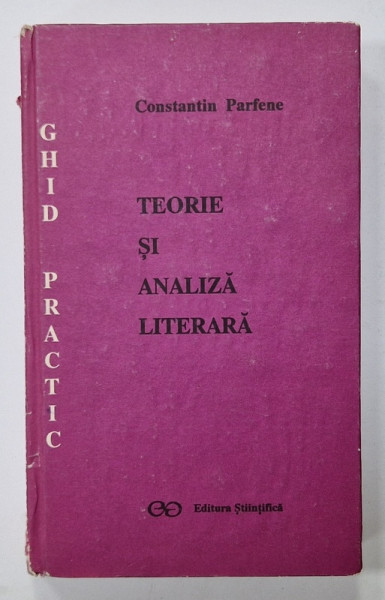 Constantin Parfene
GHID PRACTIC
TEORIE
ȘI
ANALIZĂ
LITERARĂ
Editura Științifică